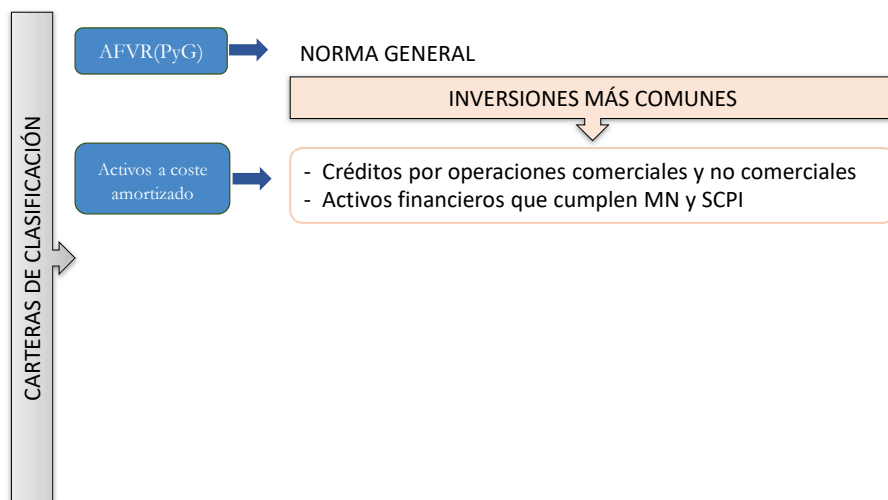 CARTERAS DE CLASIFICACIÓN
AFVR(PyG)
NORMA GENERAL
INVERSIONES MÁS COMUNES
Activos a coste
amortizado
- Créditos por operaciones comerciales y no comerciales
- Activos financieros que cumplen MN y SCPI